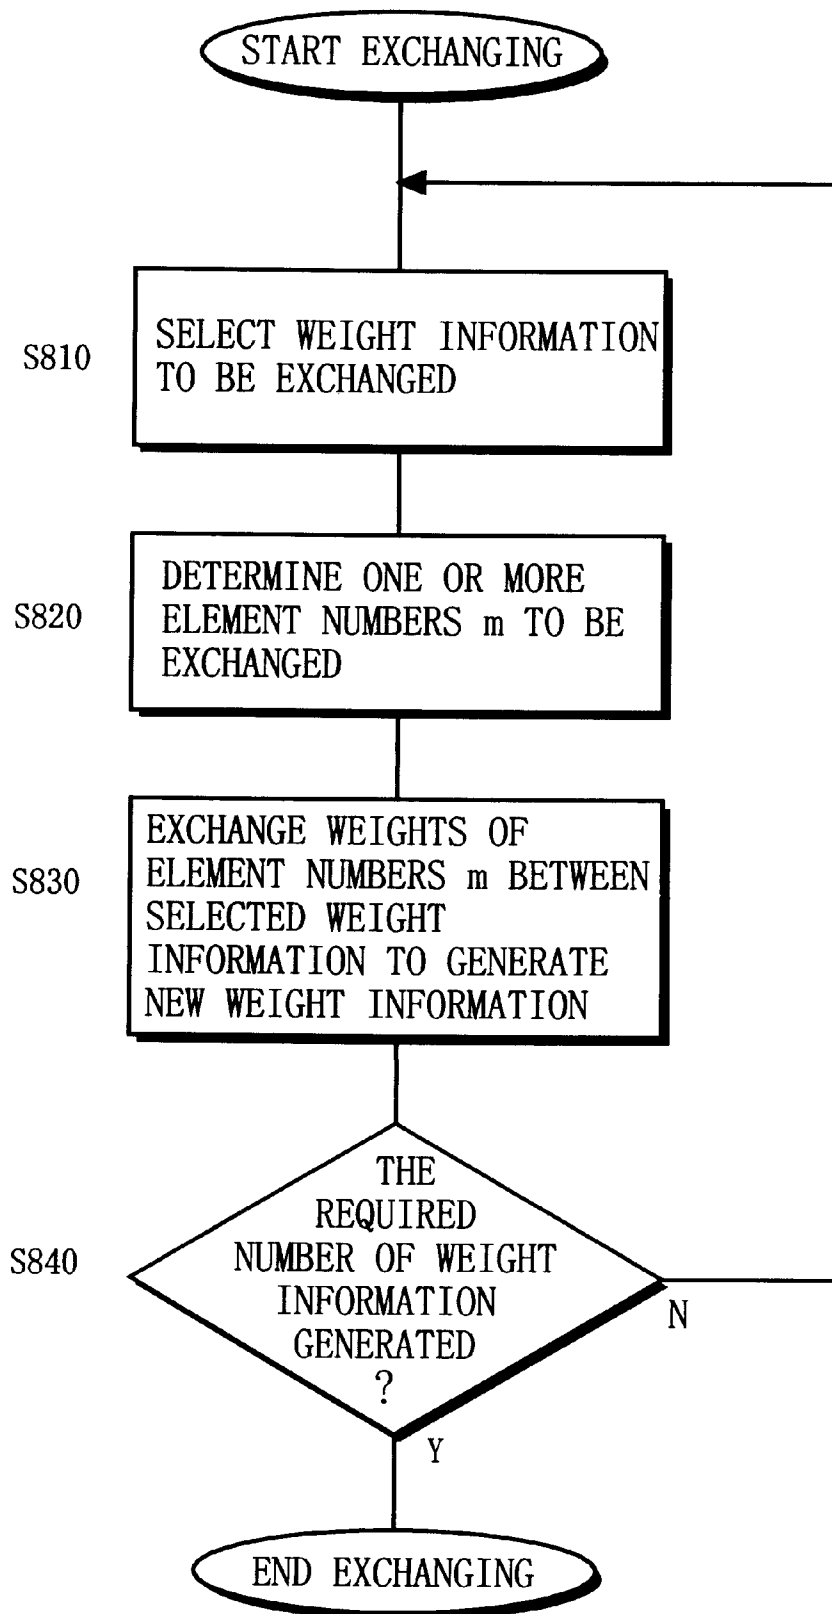 START EXCHANGING
S810
SELECT WEIGHT INFORMATION
TO BE EXCHANGED
S820
DETERMINE ONE OR MORE
ELEMENT NUMBERS m TO BE
EXCHANGED
S830
EXCHANGE WEIGHTS OF
ELEMENT NUMBERS m BETWEEN
SELECTED WEIGHT
INFORMATION TO GENERATE
NEW WEIGHT INFORMATION
S840
THE
REQUIRED
NUMBER OF WEIGHT
INFORMATION
GENERATED
?
N
Y
END EXCHANGING